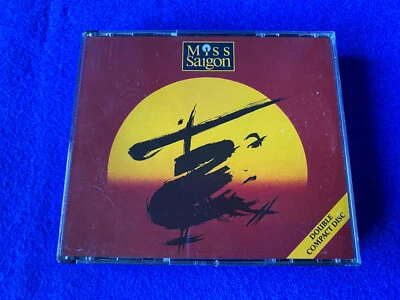 Miss
Saigon
DOUBLE
COMPACT DISC